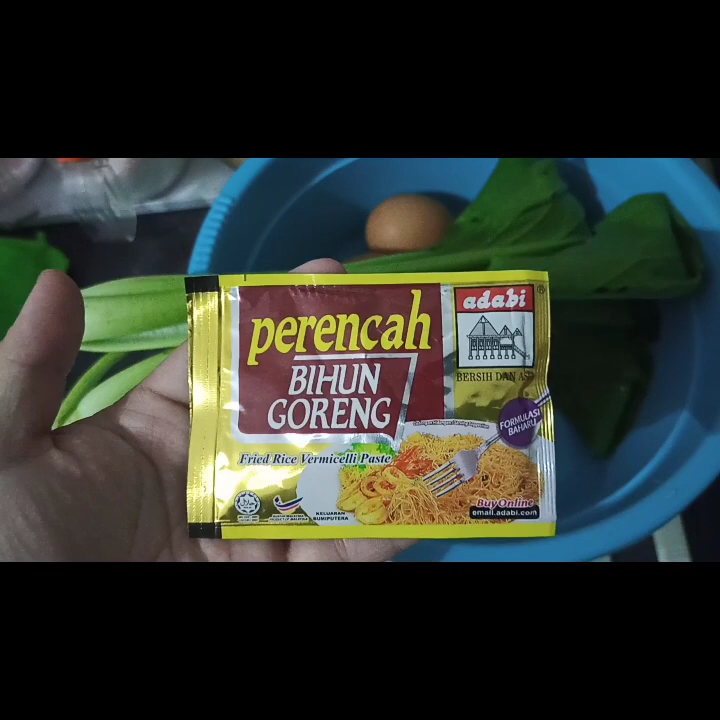 perencah
BIHUN
GORENG
Fried Rice Vermicelli Paste
adabi
®
BERSIH DAN
FORMULASI
BAHARU
KELUARAN
BUMIPUTERA
BuyOnline
email.adabi.com